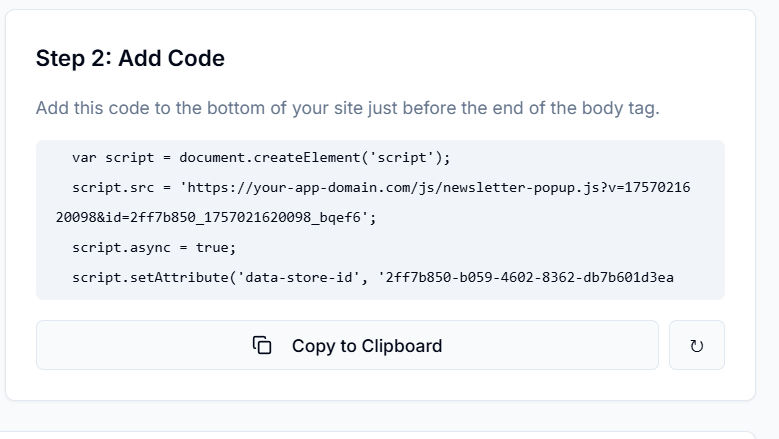 Step 2: Add Code
Add this code to the bottom of your site just before the end of the body tag.
var script = document.createElement('script');
script.src = 'https://your-app-domain.com/js/newsletter-popup.js?v=17570216
20098&id=2ff7b850_1757021620098_bqef6';
script.async = true;
script.setAttribute('data-store-id', '2ff7b850-b059-4602-8362-db7b601d3ea
Copy to Clipboard
↻